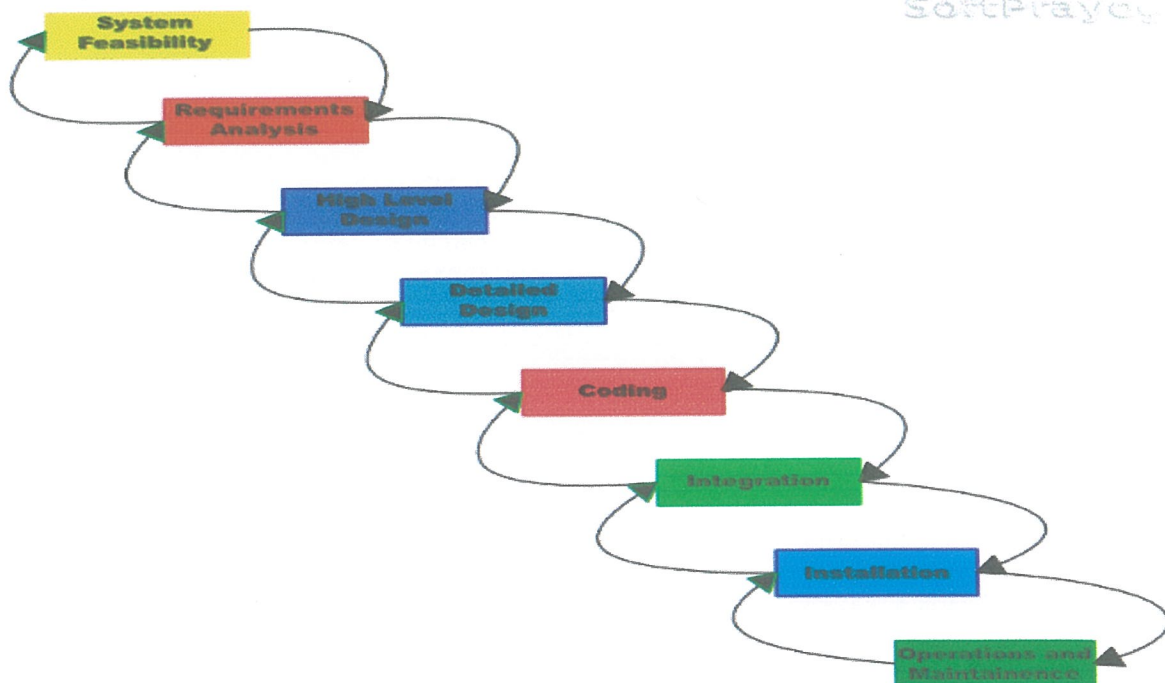 System
Feasibility
Requirements
Analysis
High Level
Design
Detailed
Design
Coding
Integration
Installation
Operations and
Maintainence